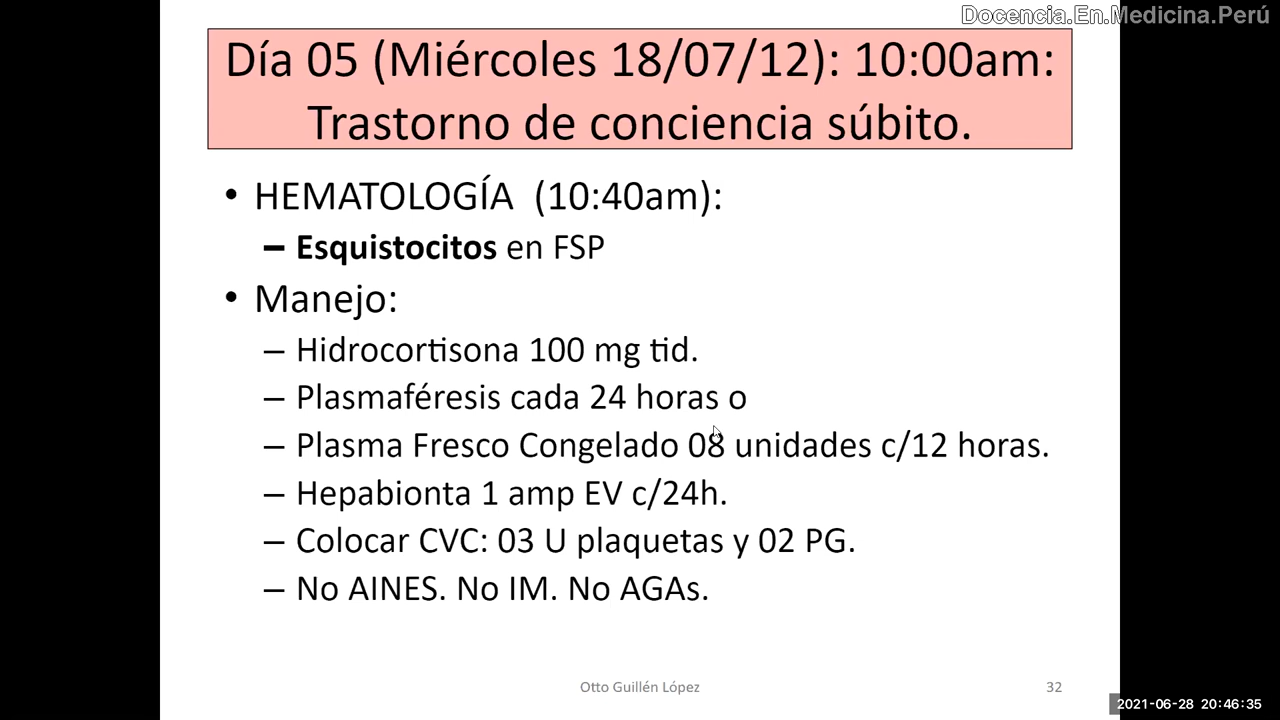 Docencia.En.Medicina.Perú
Día 05 (Miércoles 18/07/12): 10:00am:
Trastorno de conciencia súbito.
• HEMATOLOGÍA (10:40am):
– Esquistocitos en FSP
• Manejo:
– Hidrocortisona 100 mg tid.
– Plasmaféresis cada 24 horas o
– Plasma Fresco Congelado 08 unidades c/12 horas.
– Hepabionta 1 amp EV c/24h.
– Colocar CVC: 03 U plaquetas y 02 PG.
– No AINES. No IM. No AGAs.
Otto Guillén López
32
2021-06-28 20:46:35